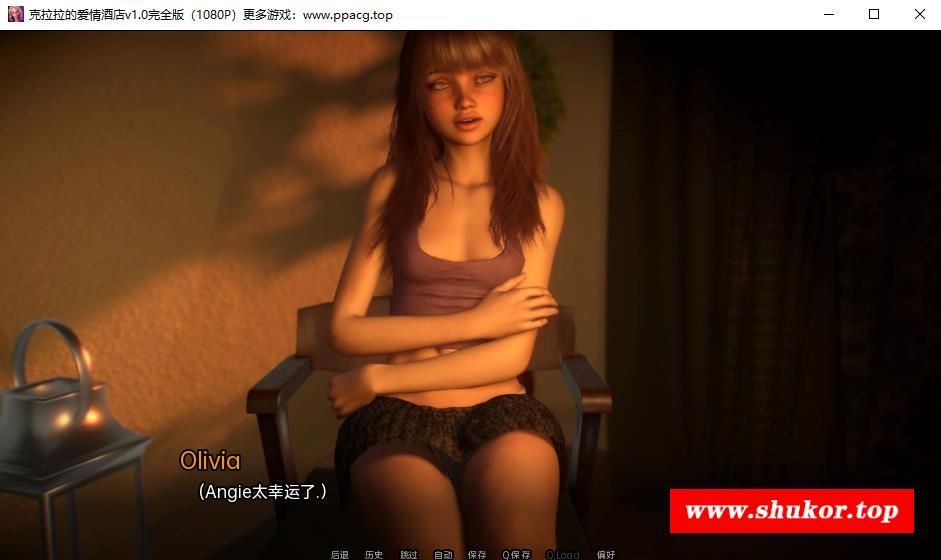 克拉拉的爱情酒店v1.0完全版（1080P）更多游戏：www.ppacg.top
Olivia
（Angie太幸运了.）
www.shukor.top
后退 历史 跳过 自动 保存 Q.保存 Q.Load 偏好